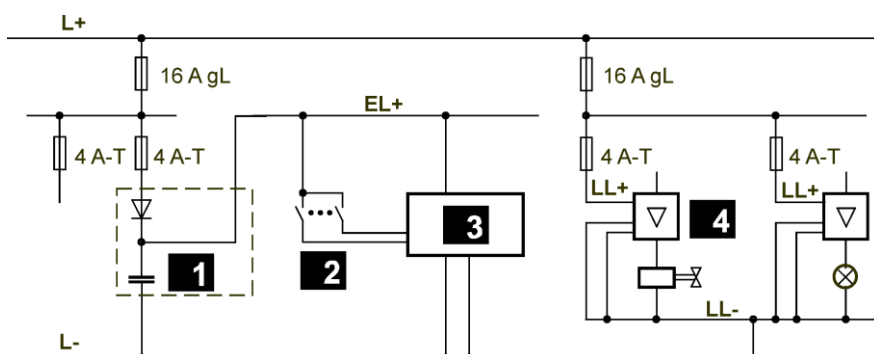 L+
16 A gL
16 A gL
EL+
4 A-T
4 A-T
4 A-T
4 A-T
LL+
LL+
1
2
3
4
LL-
L-